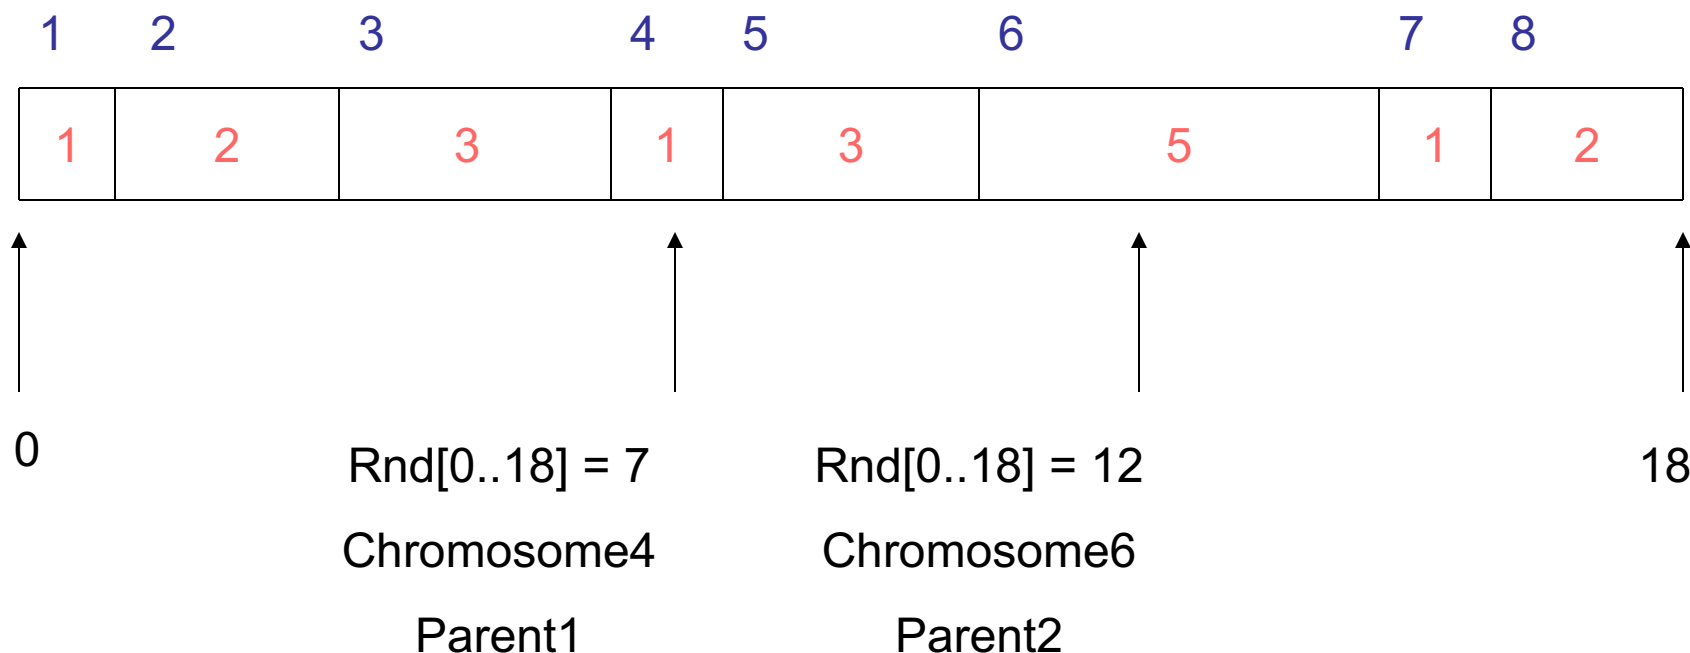 1 2 3 4 5 6 7 8
1 2 3 1 3 5 1 2
0 18
Rnd[0..18] = 7 Rnd[0..18] = 12
Chromosome4 Chromosome6
Parent1 Parent2